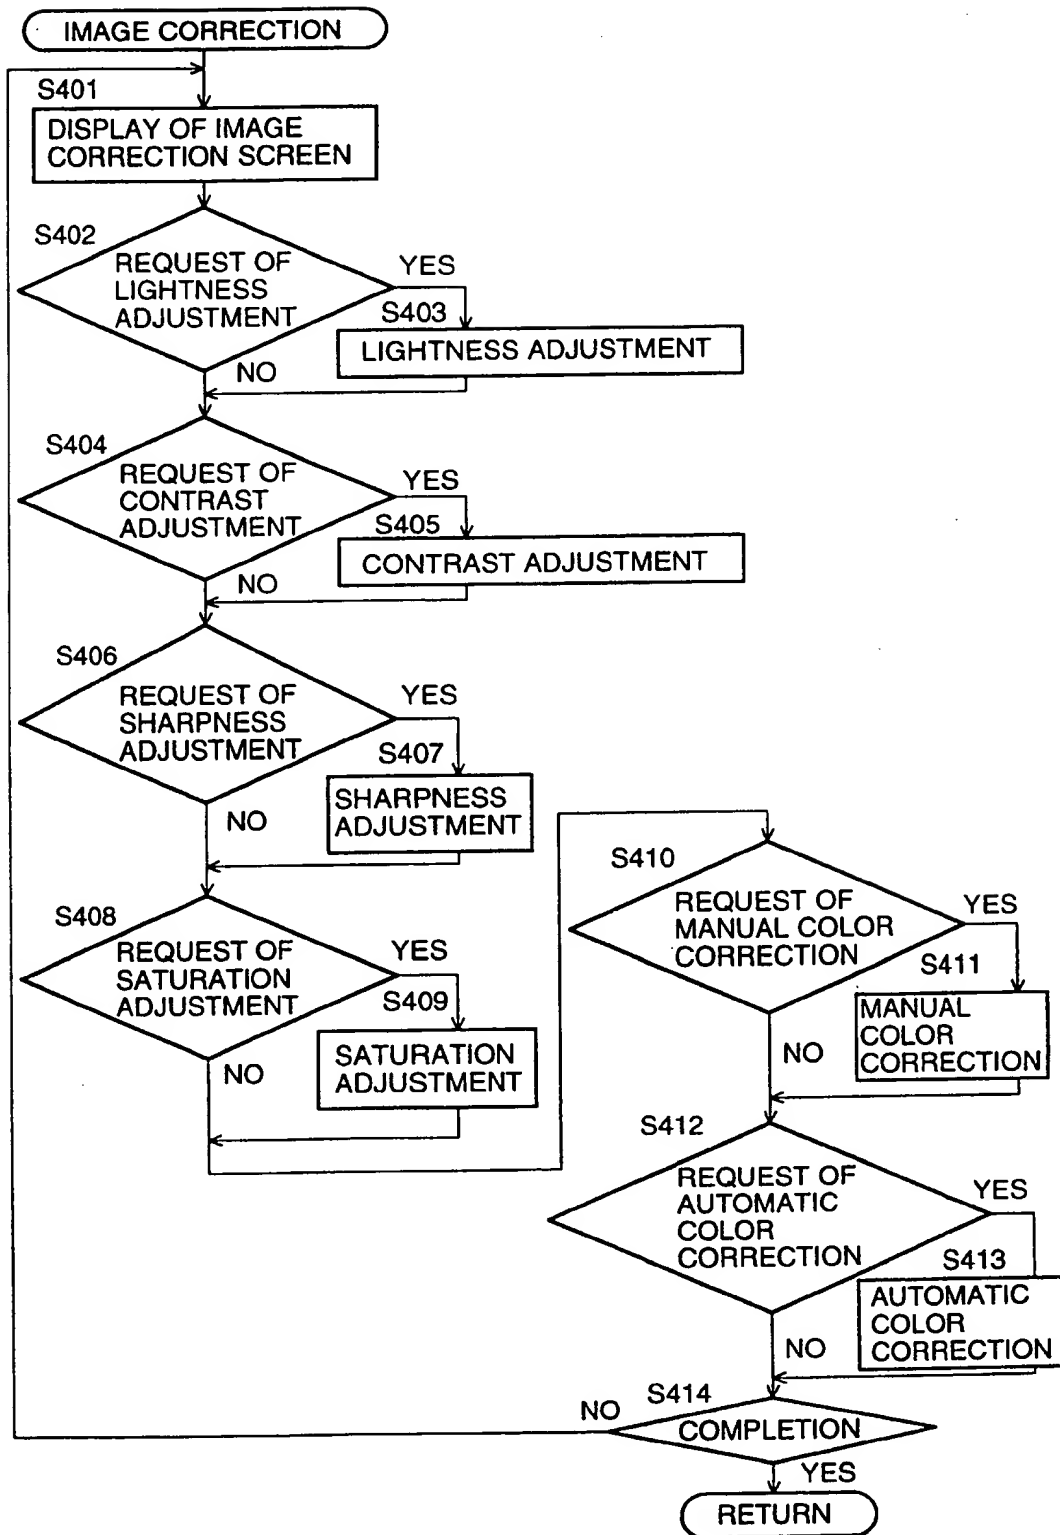 IMAGE CORRECTION
S401
DISPLAY OF IMAGE
CORRECTION SCREEN
S402
REQUEST OF
LIGHTNESS
ADJUSTMENT
YES
S403
LIGHTNESS ADJUSTMENT
NO
S404
REQUEST OF
CONTRAST
ADJUSTMENT
YES
S405
CONTRAST ADJUSTMENT
NO
S406
REQUEST OF
SHARPNESS
ADJUSTMENT
YES
S407
SHARPNESS
ADJUSTMENT
NO
S408
REQUEST OF
SATURATION
ADJUSTMENT
YES
S409
SATURATION
ADJUSTMENT
NO
S410
REQUEST OF
MANUAL COLOR
CORRECTION
YES
S411
MANUAL
COLOR
CORRECTION
NO
S412
REQUEST OF
AUTOMATIC
COLOR
CORRECTION
YES
S413
AUTOMATIC
COLOR
CORRECTION
NO
S414
NO
COMPLETION
YES
RETURN